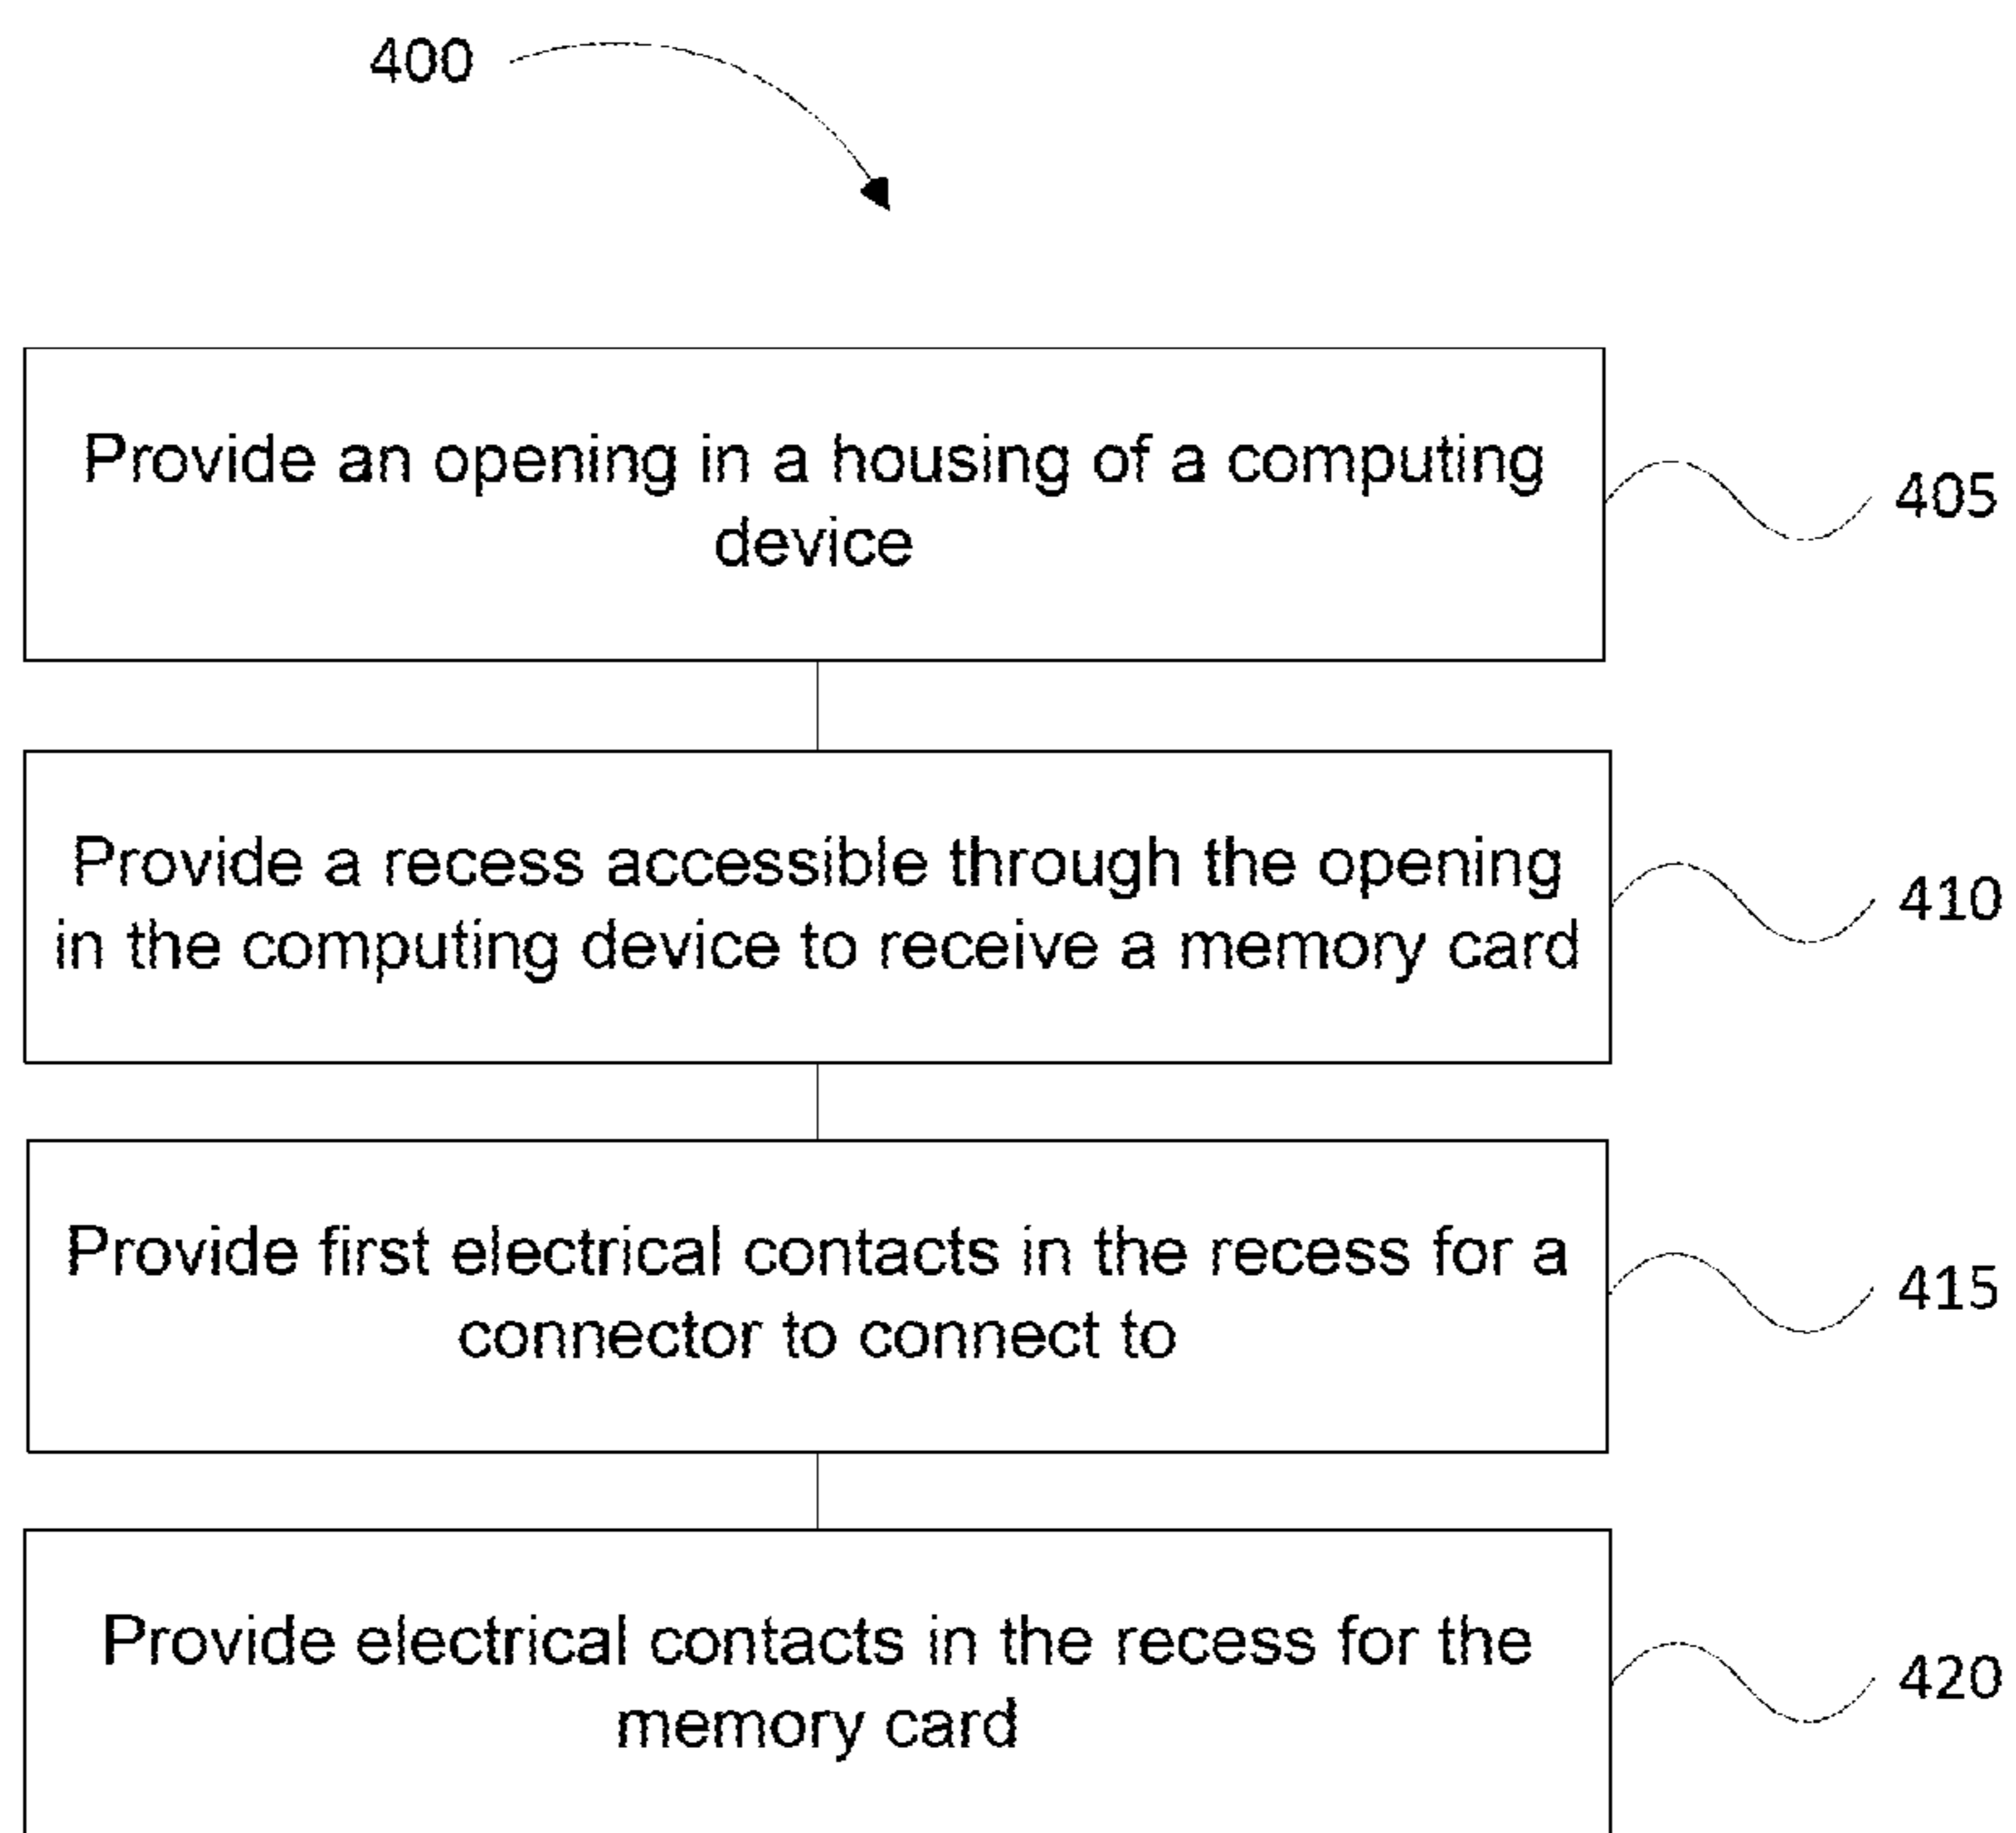 400
Provide an opening in a housing of a computing
device
405
Provide a recess accessible through the opening
in the computing device to receive a memory card
410
Provide first electrical contacts in the recess for a
connector to connect to
415
Provide electrical contacts in the recess for the
memory card
420